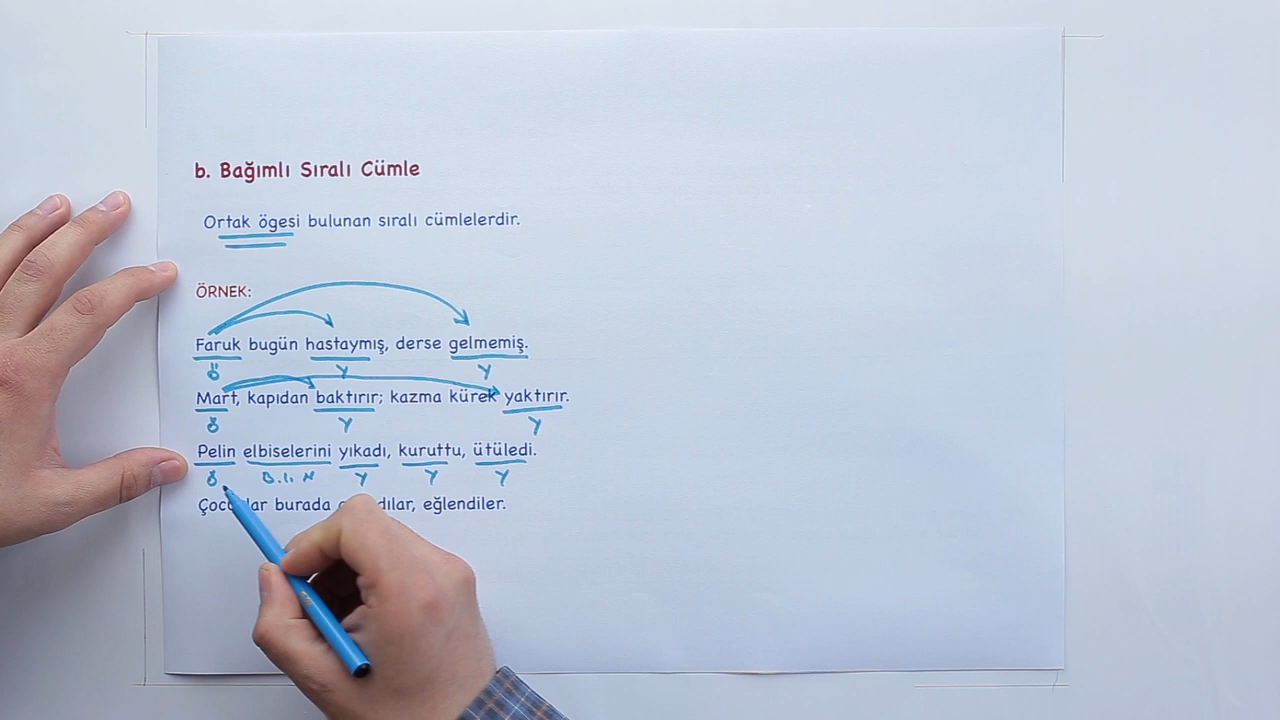 b. Bağımlı Sıralı Cümle
Ortak ögesi bulunan sıralı cümlelerdir.
ÖRNEK:
Faruk bugün hastaymış, derse gelmemiş.
Ö Y Y
Mart, kapıdan baktırır; kazma kürek yaktırır.
Ö Y Y
Pelin elbiselerini yıkadı, kuruttu, ütüledi.
Ö B.li N Y Y Y
burada eğlendiler.